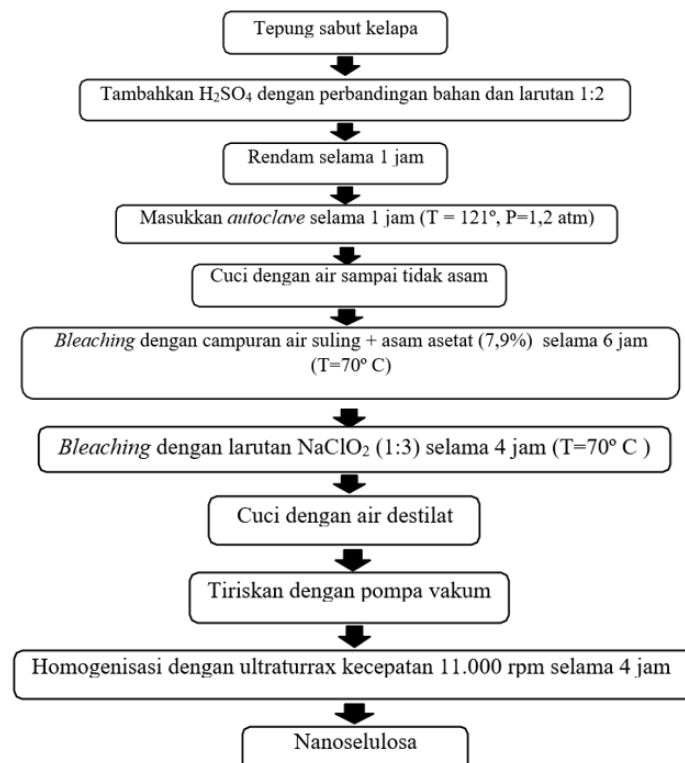 Tepung sabut kelapa
Tambahkan H₂SO₄ dengan perbandingan bahan dan larutan 1:2
Rendam selama 1 jam
Masukkan autoclave selama 1 jam (T = 121º, P=1,2 atm)
Cuci dengan air sampai tidak asam
Bleaching dengan campuran air suling + asam asetat (7,9%) selama 6 jam
(T=70º C)
Bleaching dengan larutan NaClO₂ (1:3) selama 4 jam (T=70º C )
Cuci dengan air destilat
Tiriskan dengan pompa vakum
Homogenisasi dengan ultraturrax kecepatan 11.000 rpm selama 4 jam
Nanoselulosa